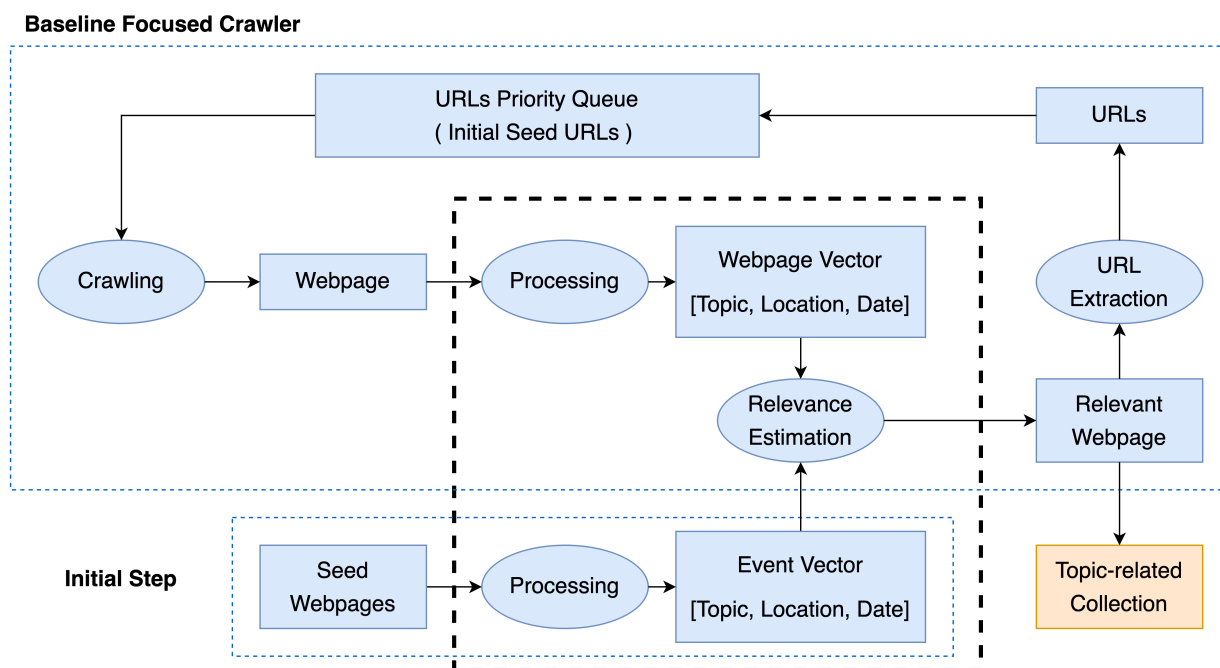 Baseline Focused Crawler
URLs Priority Queue
( Initial Seed URLs )
URLs
Crawling
Webpage
Processing
Webpage Vector
[Topic, Location, Date]
URL
Extraction
Relevance
Estimation
Relevant
Webpage
Initial Step
Seed
Webpages
Processing
Event Vector
[Topic, Location, Date]
Topic-related
Collection